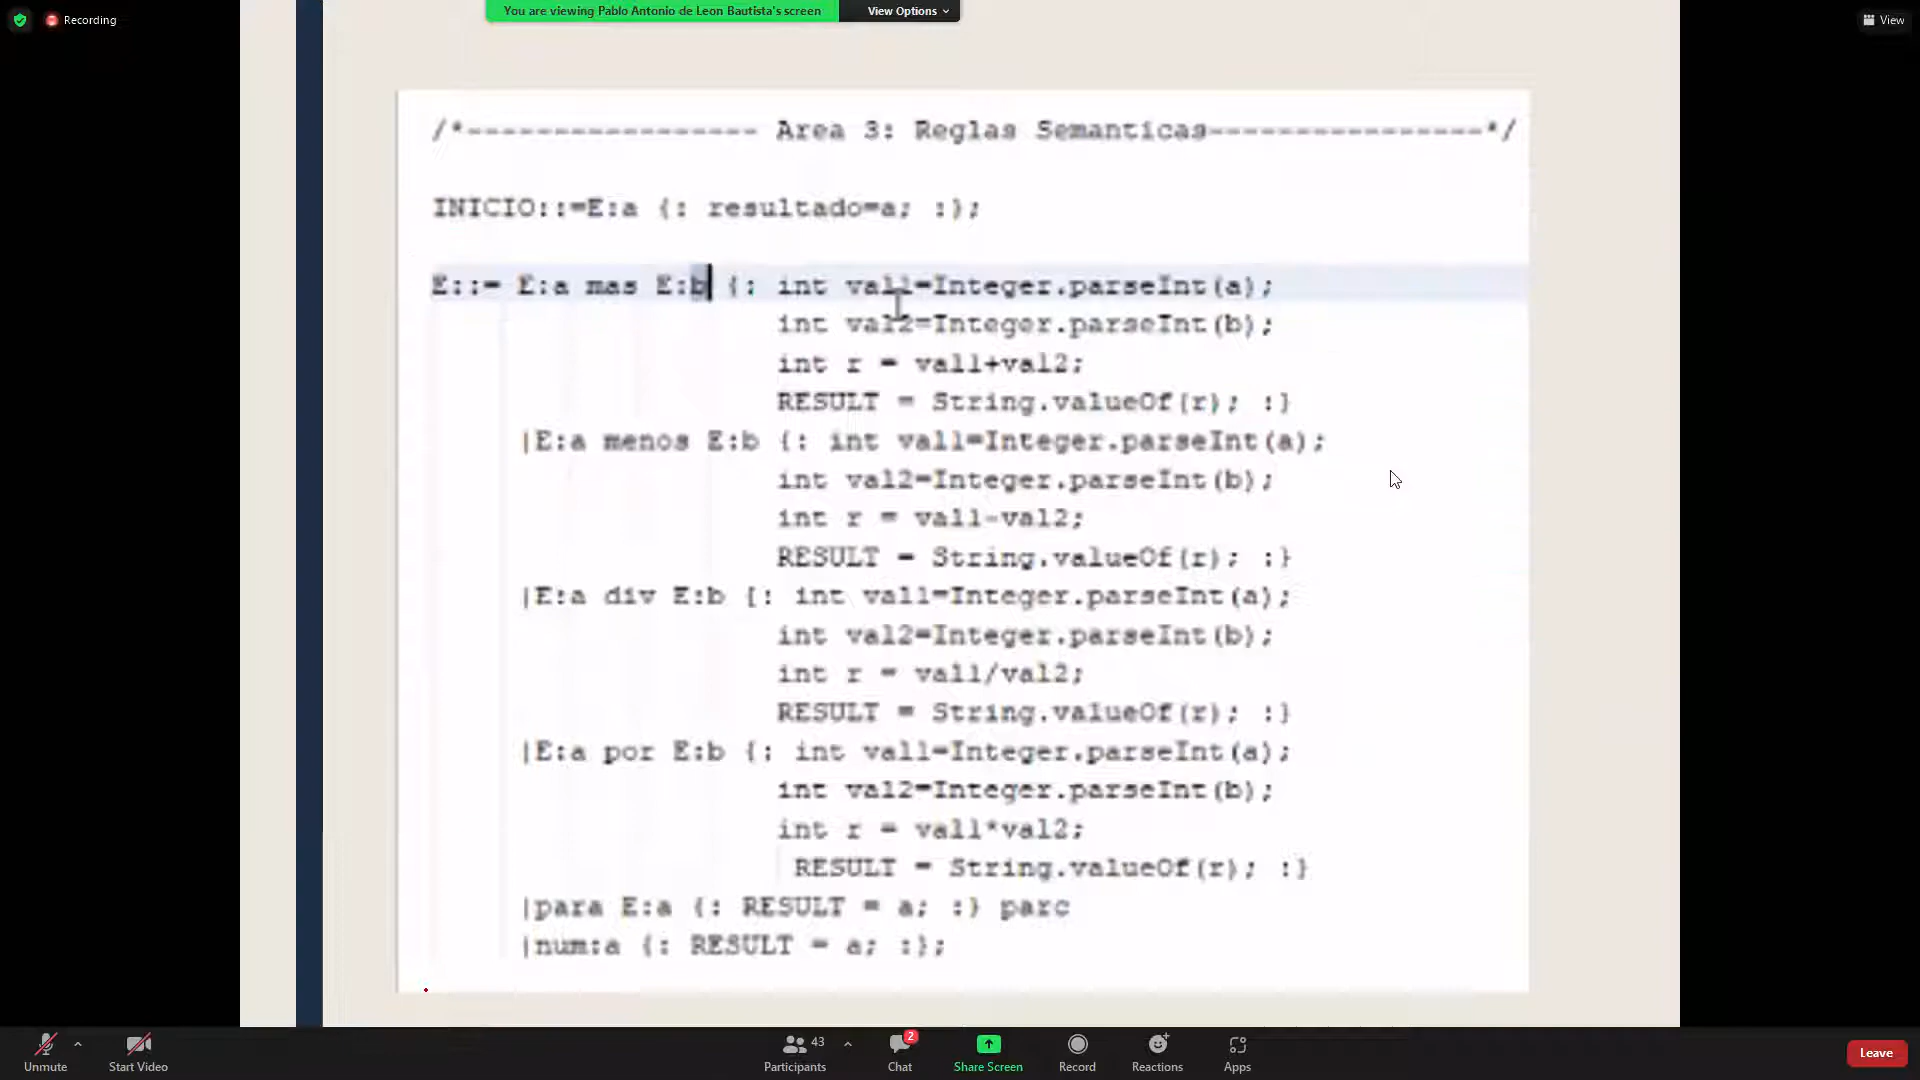 Recording
You are viewing Pablo Antonio de Leon Bautista's screen
View Options
View
/*----------------- Area 3: Reglas Semanticas----------------*/
INICIO::=E:a {: resultado=a; :};
E::= E:a mas E:b {: int val1=Integer.parseInt(a);
int val2=Integer.parseInt(b);
int r = val1+val2;
RESULT = String.valueOf(r); :}
|E:a menos E:b {: int val1=Integer.parseInt(a);
int val2=Integer.parseInt(b);
int r = val1-val2;
RESULT = String.valueOf(r); :}
|E:a div E:b {: int val1=Integer.parseInt(a);
int val2=Integer.parseInt(b);
int r = val1/val2;
RESULT = String.valueOf(r); :}
|E:a por E:b {: int val1=Integer.parseInt(a);
int val2=Integer.parseInt(b);
int r = val1*val2;
RESULT = String.valueOf(r); :}
|para E:a {: RESULT = a; :} parc
|num:a {: RESULT = a; :};
Unmute
Start Video
43
Participants
2
Chat
Share Screen
Record
Reactions
Apps
Leave